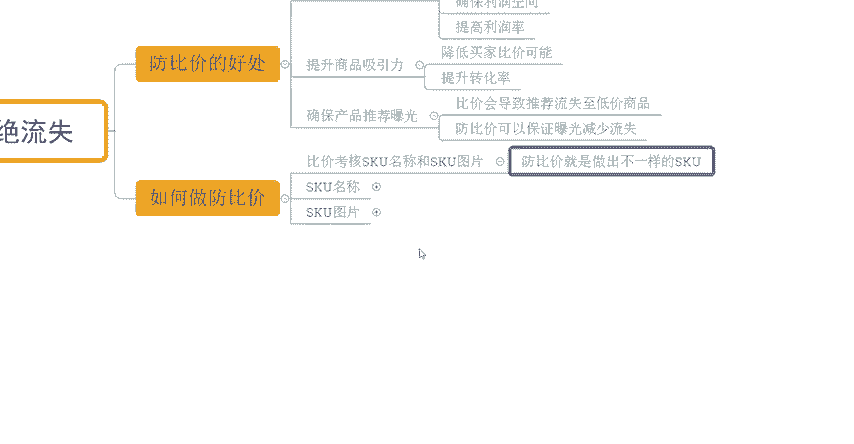 确保利润空间
提高利润率
防比价的好处
提升商品吸引力
降低买家比价可能
提升转化率
确保产品推荐曝光
比价会导致推荐流失至低价商品
防比价可以保证曝光减少流失
绝流失
如何做防比价
比价考核SKU名称和SKU图片
防比价就是做出不一样的SKU
SKU名称
SKU图片